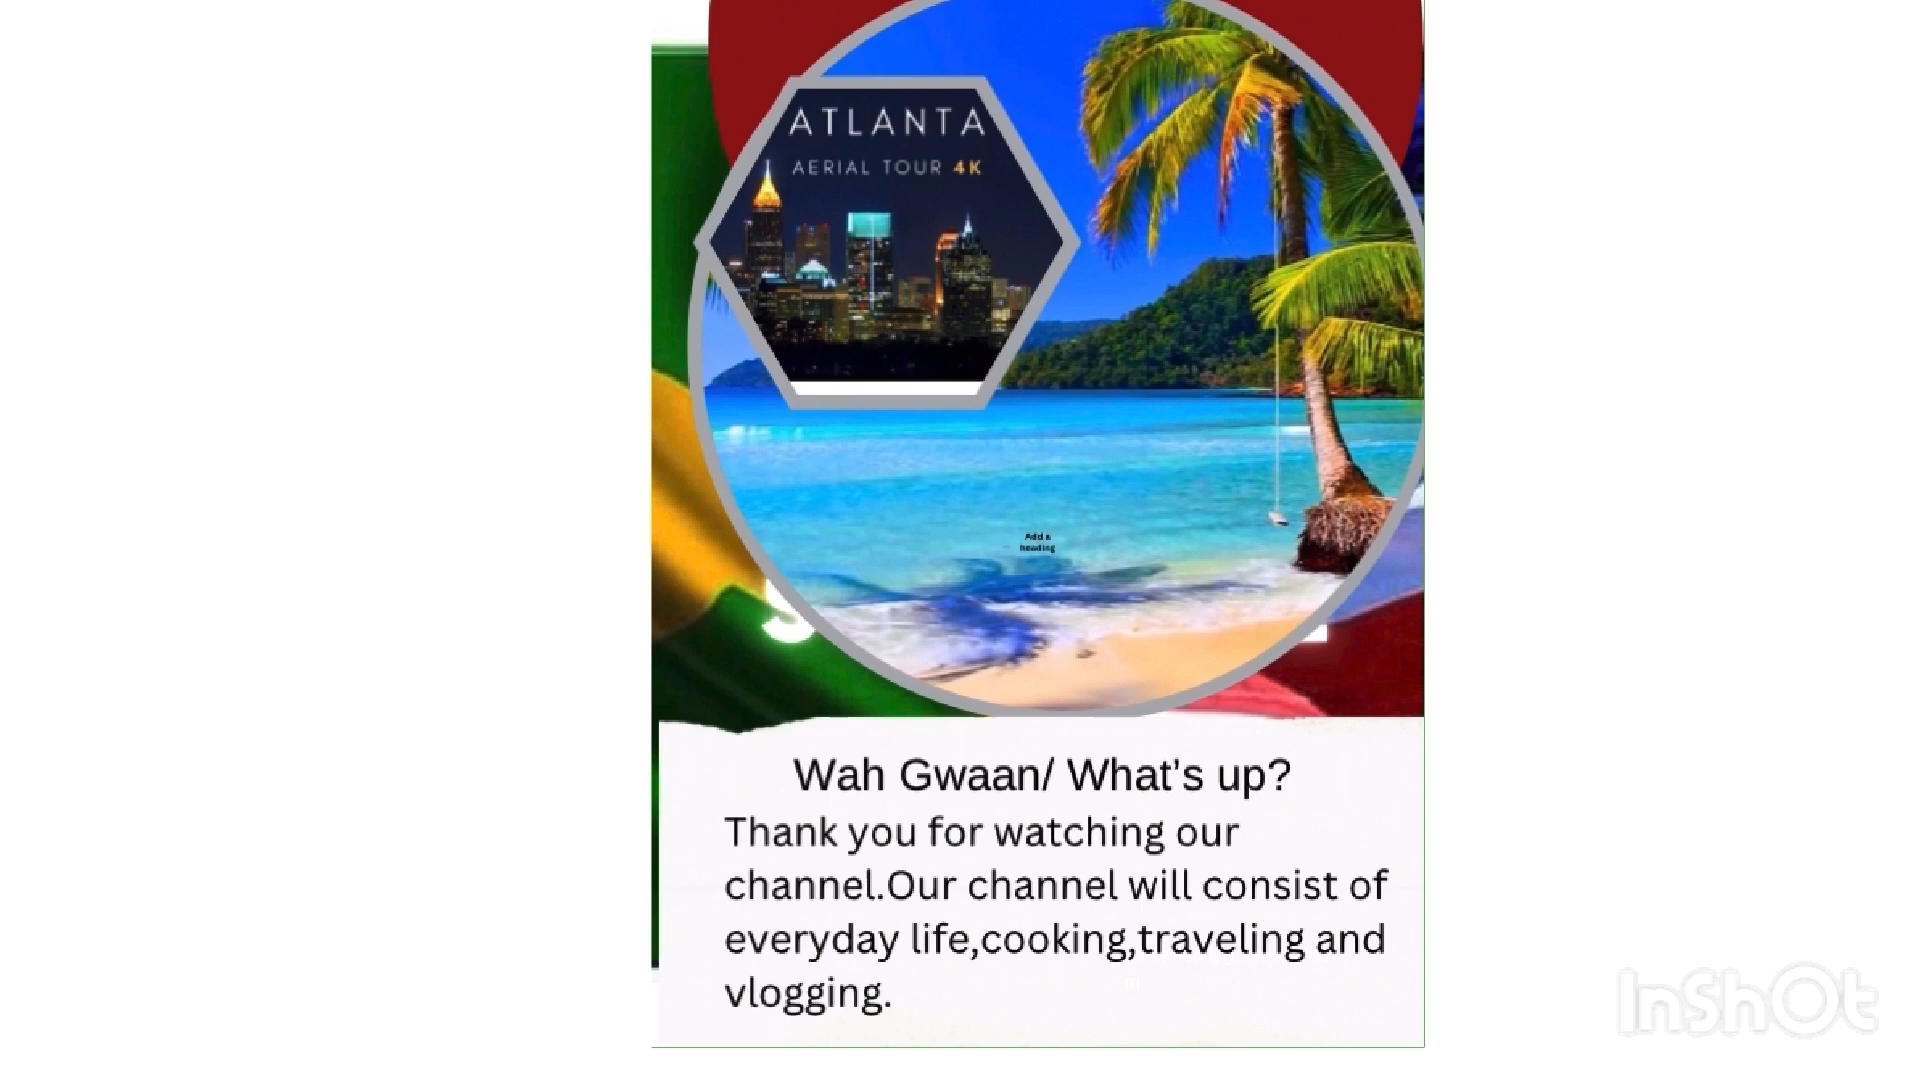 ATLANTA
AERIAL TOUR 4K
Add a
heading
S
Wah Gwaan/ What's up?
Thank you for watching our
channel.Our channel will consist of
everyday life,cooking,traveling and
vlogging.
m
InShOt